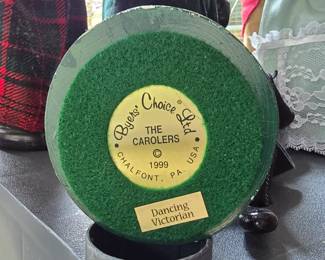 Byers' Choice® Ltd
THE
CAROLERS
©
1999
CHALFONT, PA. USA
Dancing
Victorian